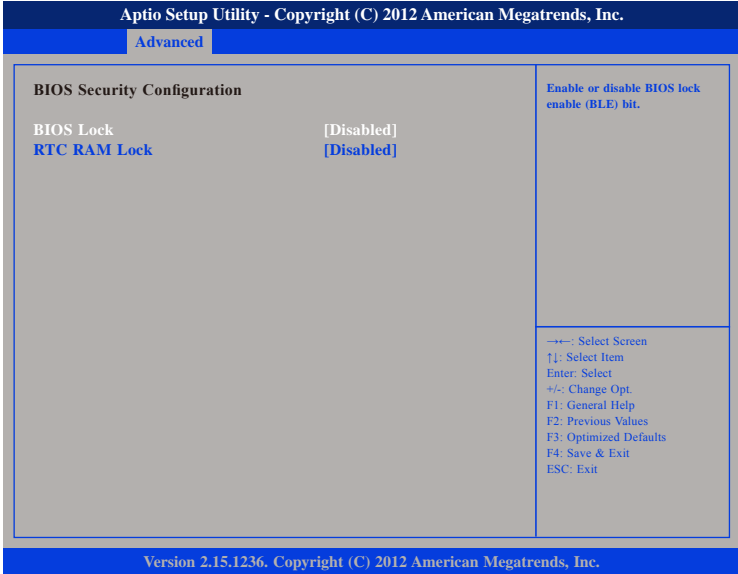 Aptio Setup Utility - Copyright (C) 2012 American Megatrends, Inc.
Advanced
BIOS Security Configuration
BIOS Lock [Disabled]
RTC RAM Lock [Disabled]
Enable or disable BIOS lock
enable (BLE) bit.
→←: Select Screen
↑↓: Select Item
Enter: Select
+/-: Change Opt.
F1: General Help
F2: Previous Values
F3: Optimized Defaults
F4: Save & Exit
ESC: Exit
Version 2.15.1236. Copyright (C) 2012 American Megatrends, Inc.